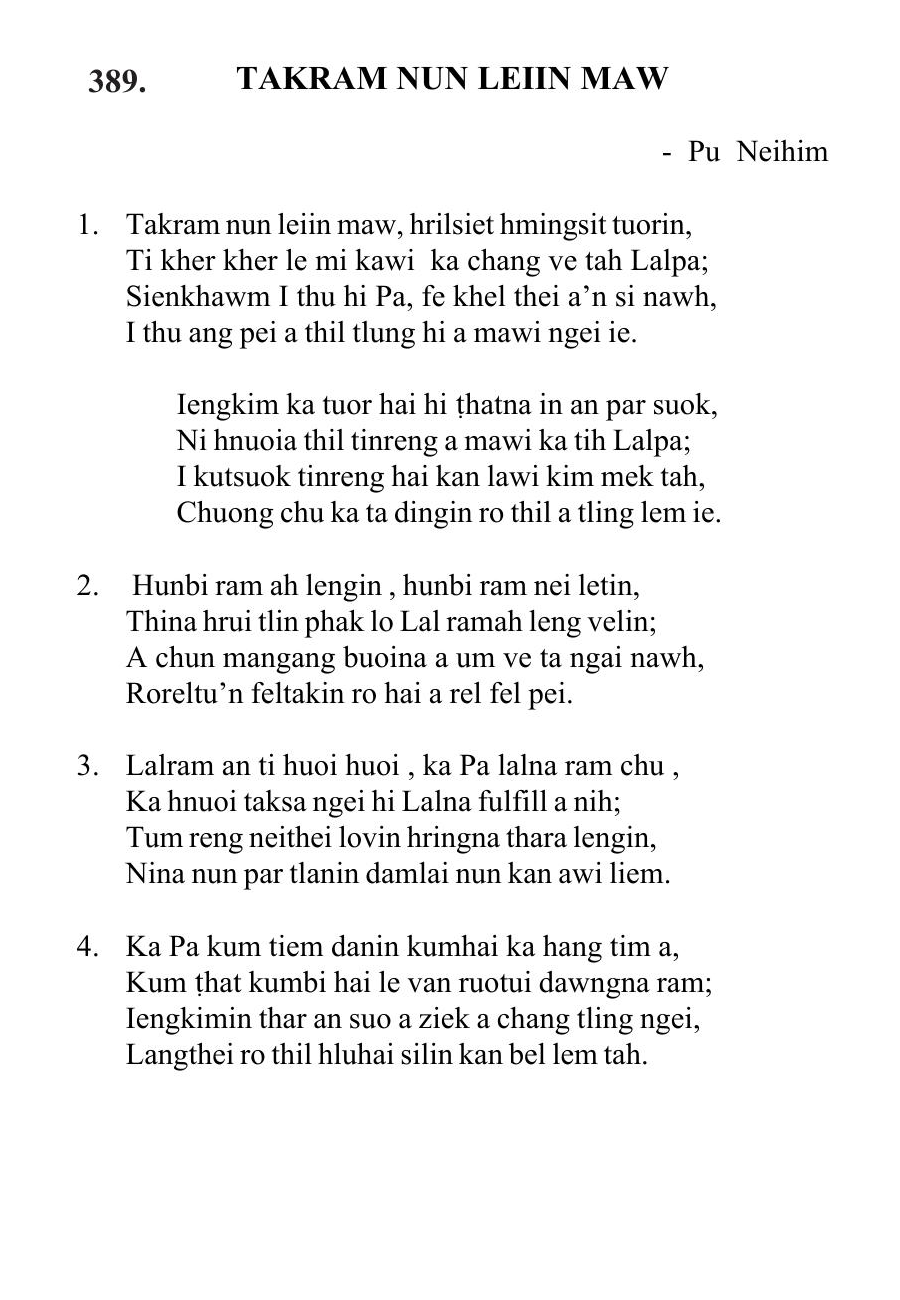 389. TAKRAM NUN LEIIN MAW
- Pu Neihim
1. Takram nun leiin maw, hrilsiet hmingsit tuorin,
Ti kher kher le mi kawi ka chang ve tah Lalpa;
Sienkhawm I thu hi Pa, fe khel thei a’n si nawh,
I thu ang pei a thil tlung hi a mawi ngei ie.
Iengkim ka tuor hai hi ṭhatna in an par suok,
Ni hnuoia thil tinreng a mawi ka tih Lalpa;
I kutsuok tinreng hai kan lawi kim mek tah,
Chuong chu ka ta dingin ro thil a tling lem ie.
2. Hunbi ram ah lengin , hunbi ram nei letin,
Thina hrui tlin phak lo Lal ramah leng velin;
A chun mangang buoina a um ve ta ngai nawh,
Roreltu’n feltakin ro hai a rel fel pei.
3. Lalram an ti huoi huoi , ka Pa lalna ram chu ,
Ka hnuoi taksa ngei hi Lalna fulfill a nih;
Tum reng neithei lovin hringna thara lengin,
Nina nun par tlanin damlai nun kan awi liem.
4. Ka Pa kum tiem danin kumhai ka hang tim a,
Kum ṭhat kumbi hai le van ruotui dawngna ram;
Iengkimin thar an suo a ziek a chang tling ngei,
Langthei ro thil hluhai silin kan bel lem tah.